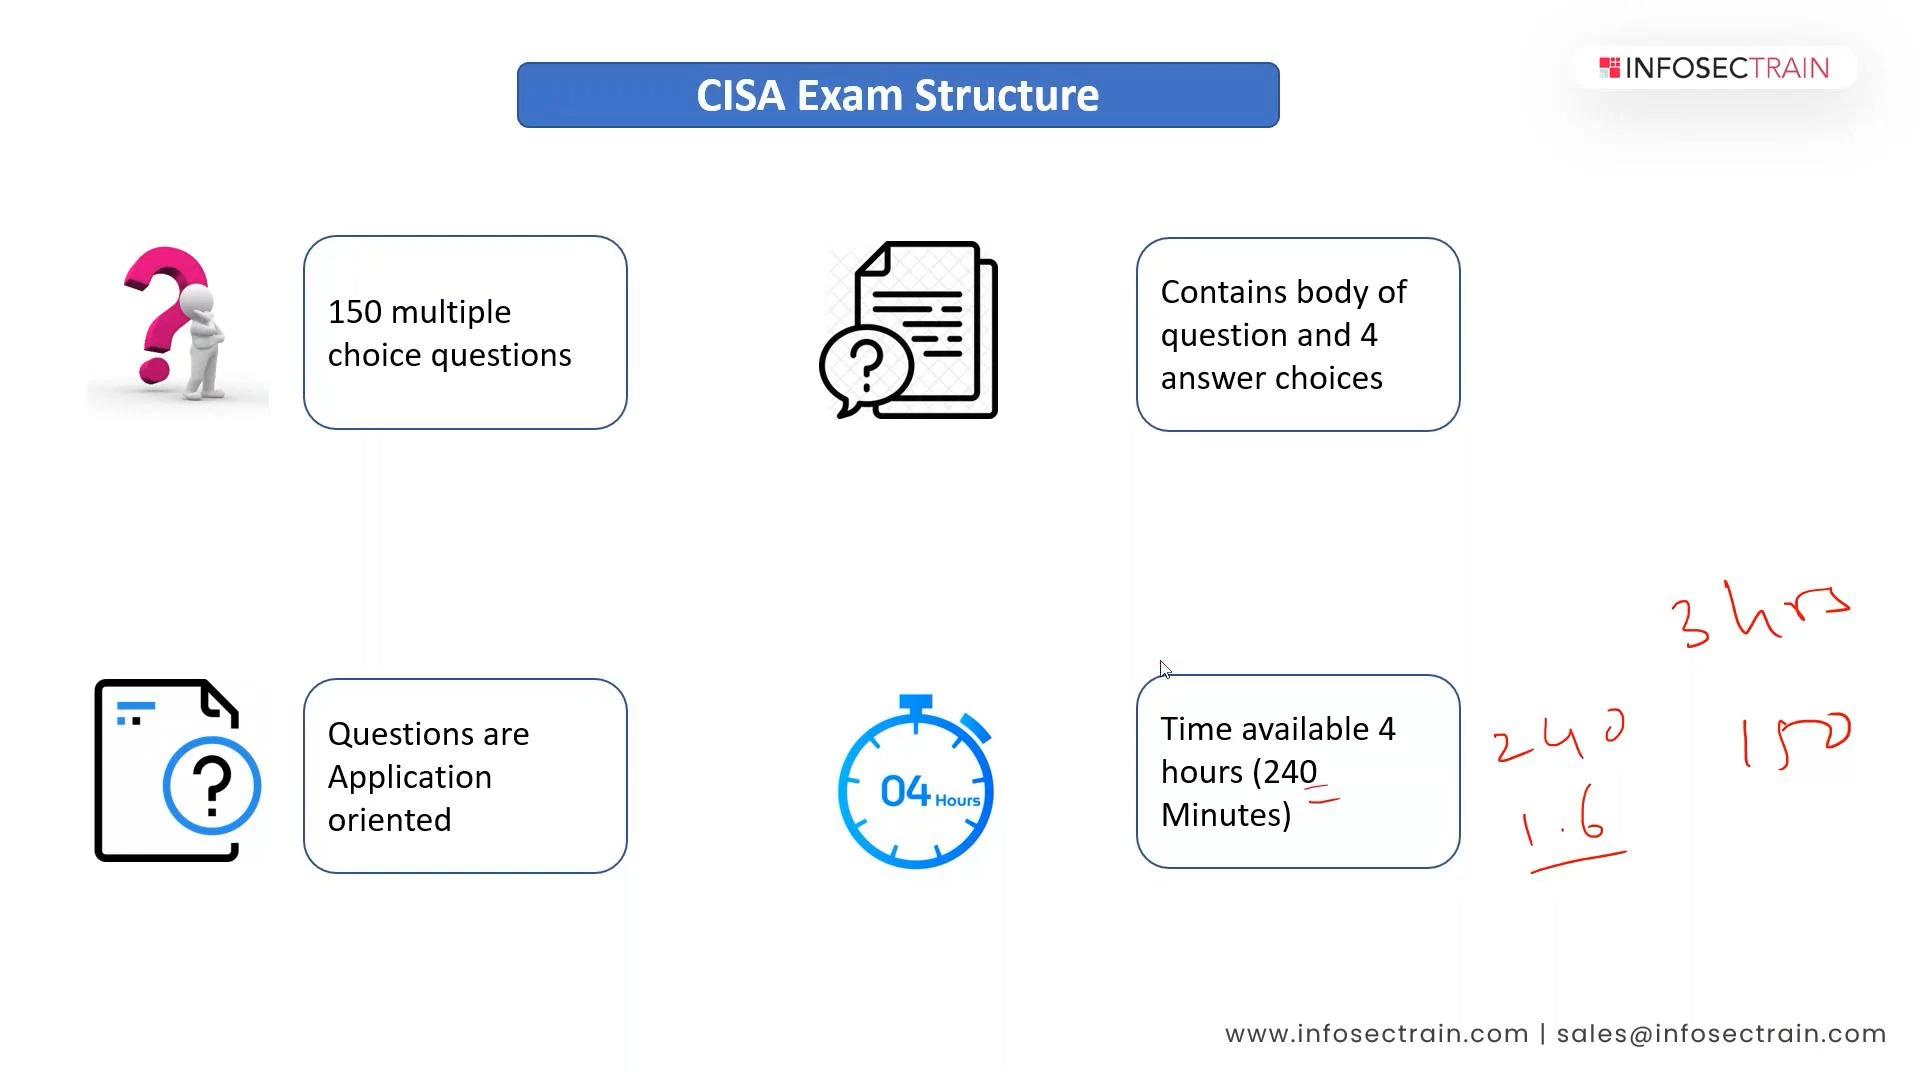 CISA Exam Structure
INFOSECTRAIN
150 multiple
choice questions
Contains body of
question and 4
answer choices
Questions are
Application
oriented
04 Hours
Time available 4
hours (240
Minutes)
3 hrs
240
150
1.6
www.infosectrain.com | sales@infosectrain.com